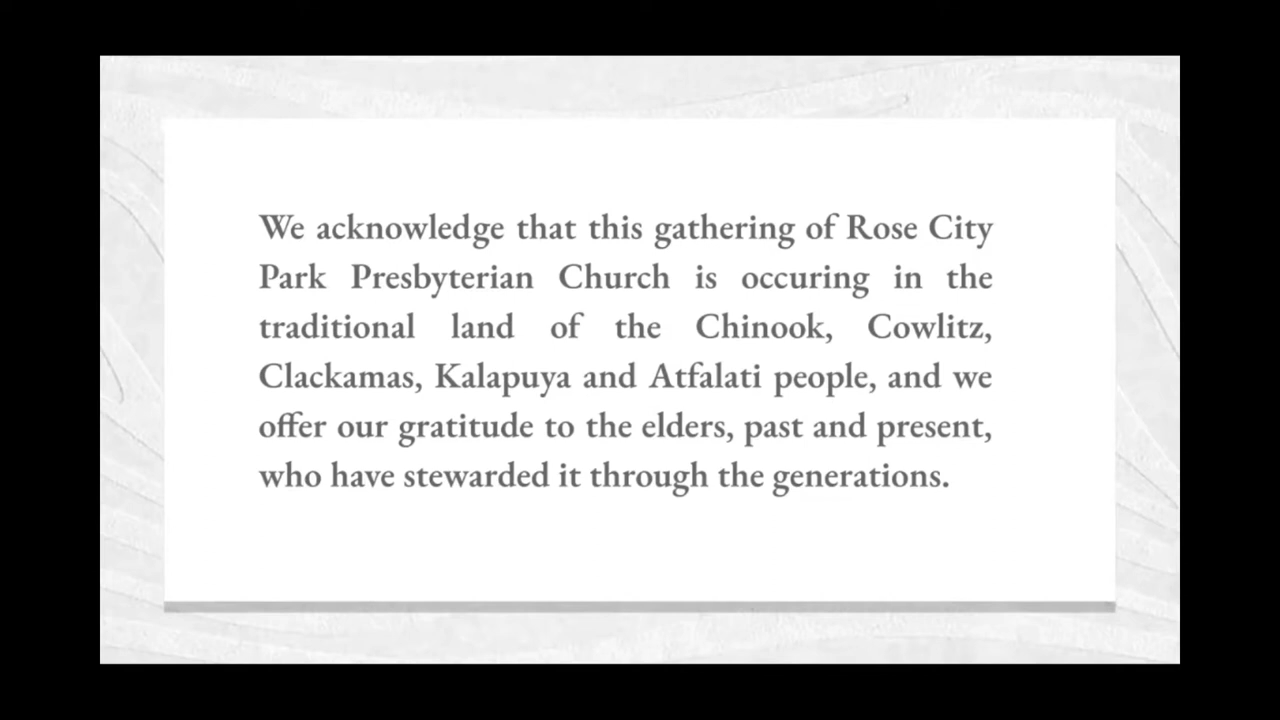 We acknowledge that this gathering of Rose City
Park Presbyterian Church is occuring in the
traditional land of the Chinook, Cowlitz,
Clackamas, Kalapuya and Atfalati people, and we
offer our gratitude to the elders, past and present,
who have stewarded it through the generations.